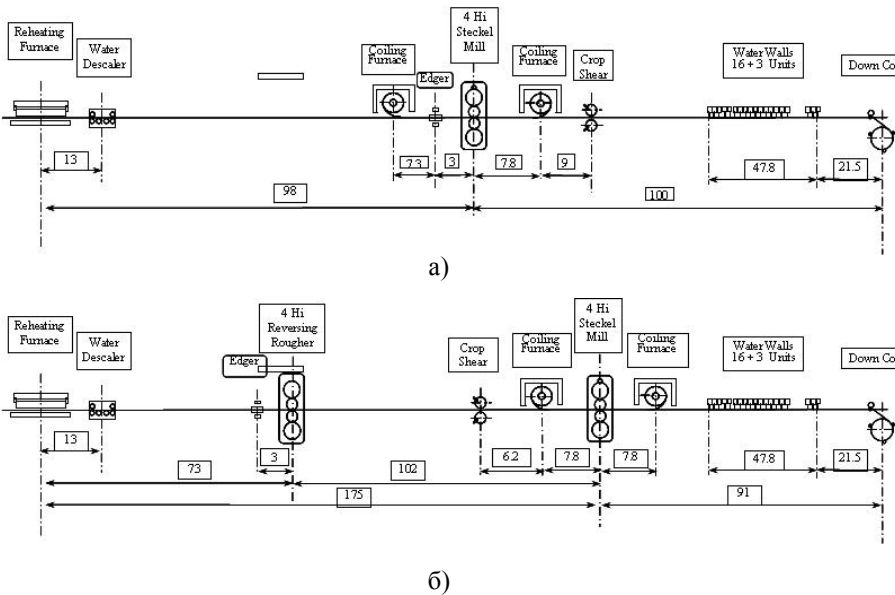 4 Hi
Steckel
Mill
Reheating
Furnace
Water
Descaler
Coiling
Furnace
Edger
Coiling
Furnace
Crop
Shear
Water Walls
16 + 3 Units
Down Co
13
7.3
3
7.8
9
47.8
21.5
98
100
а)
4 Hi
Reversing
Rougher
4 Hi
Steckel
Mill
Reheating
Furnace
Water
Descaler
Edger
Crop
Shear
Coiling
Furnace
Coiling
Furnace
Water Walls
16 + 3 Units
Down Co
13
3
6.2
7.8
7.8
47.8
21.5
73
102
175
91
б)